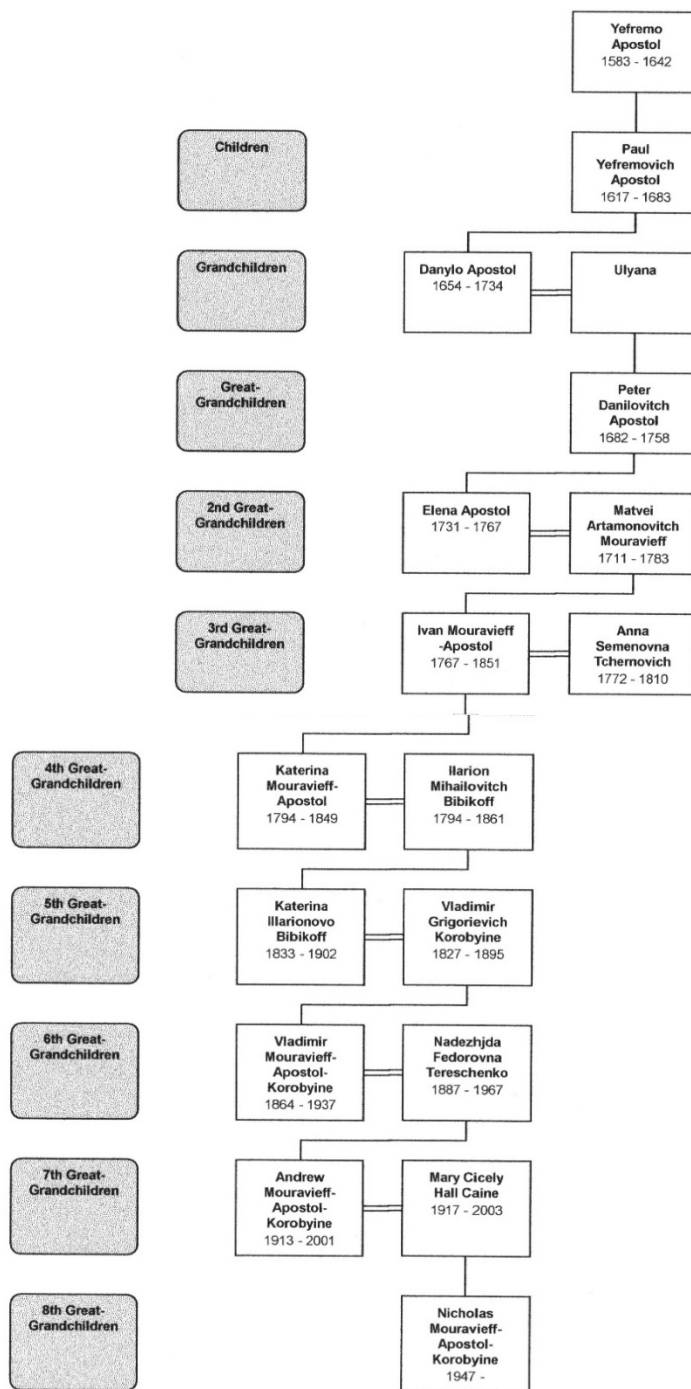 Yefremo
Apostol
1583 - 1642
Children
Paul
Yefremovich
Apostol
1617 - 1683
Grandchildren
Danylo Apostol
1654 - 1734
Ulyana
Great-
Grandchildren
Peter
Danilovitch
Apostol
1682 - 1758
2nd Great-
Grandchildren
Elena Apostol
1731 - 1767
Matvei
Artamonovitch
Mouravieff
1711 - 1783
3rd Great-
Grandchildren
Ivan Mouravieff
-Apostol
1767 - 1851
Anna
Semenovna
Tchernovich
1772 - 1810
4th Great-
Grandchildren
Katerina
Mouravieff-
Apostol
1794 - 1849
Ilarion
Mihailovitch
Bibikoff
1794 - 1861
5th Great-
Grandchildren
Katerina
Illarionovo
Bibikoff
1833 - 1902
Vladimir
Grigorievich
Korobyine
1827 - 1895
6th Great-
Grandchildren
Vladimir
Mouravieff-
Apostol-
Korobyine
1864 - 1937
Nadezhjda
Fedorovna
Tereschenko
1887 - 1967
7th Great-
Grandchildren
Andrew
Mouravieff-
Apostol-
Korobyine
1913 - 2001
Mary Cicely
Hall Caine
1917 - 2003
8th Great-
Grandchildren
Nicholas
Mouravieff-
Apostol-
Korobyine
1947 -